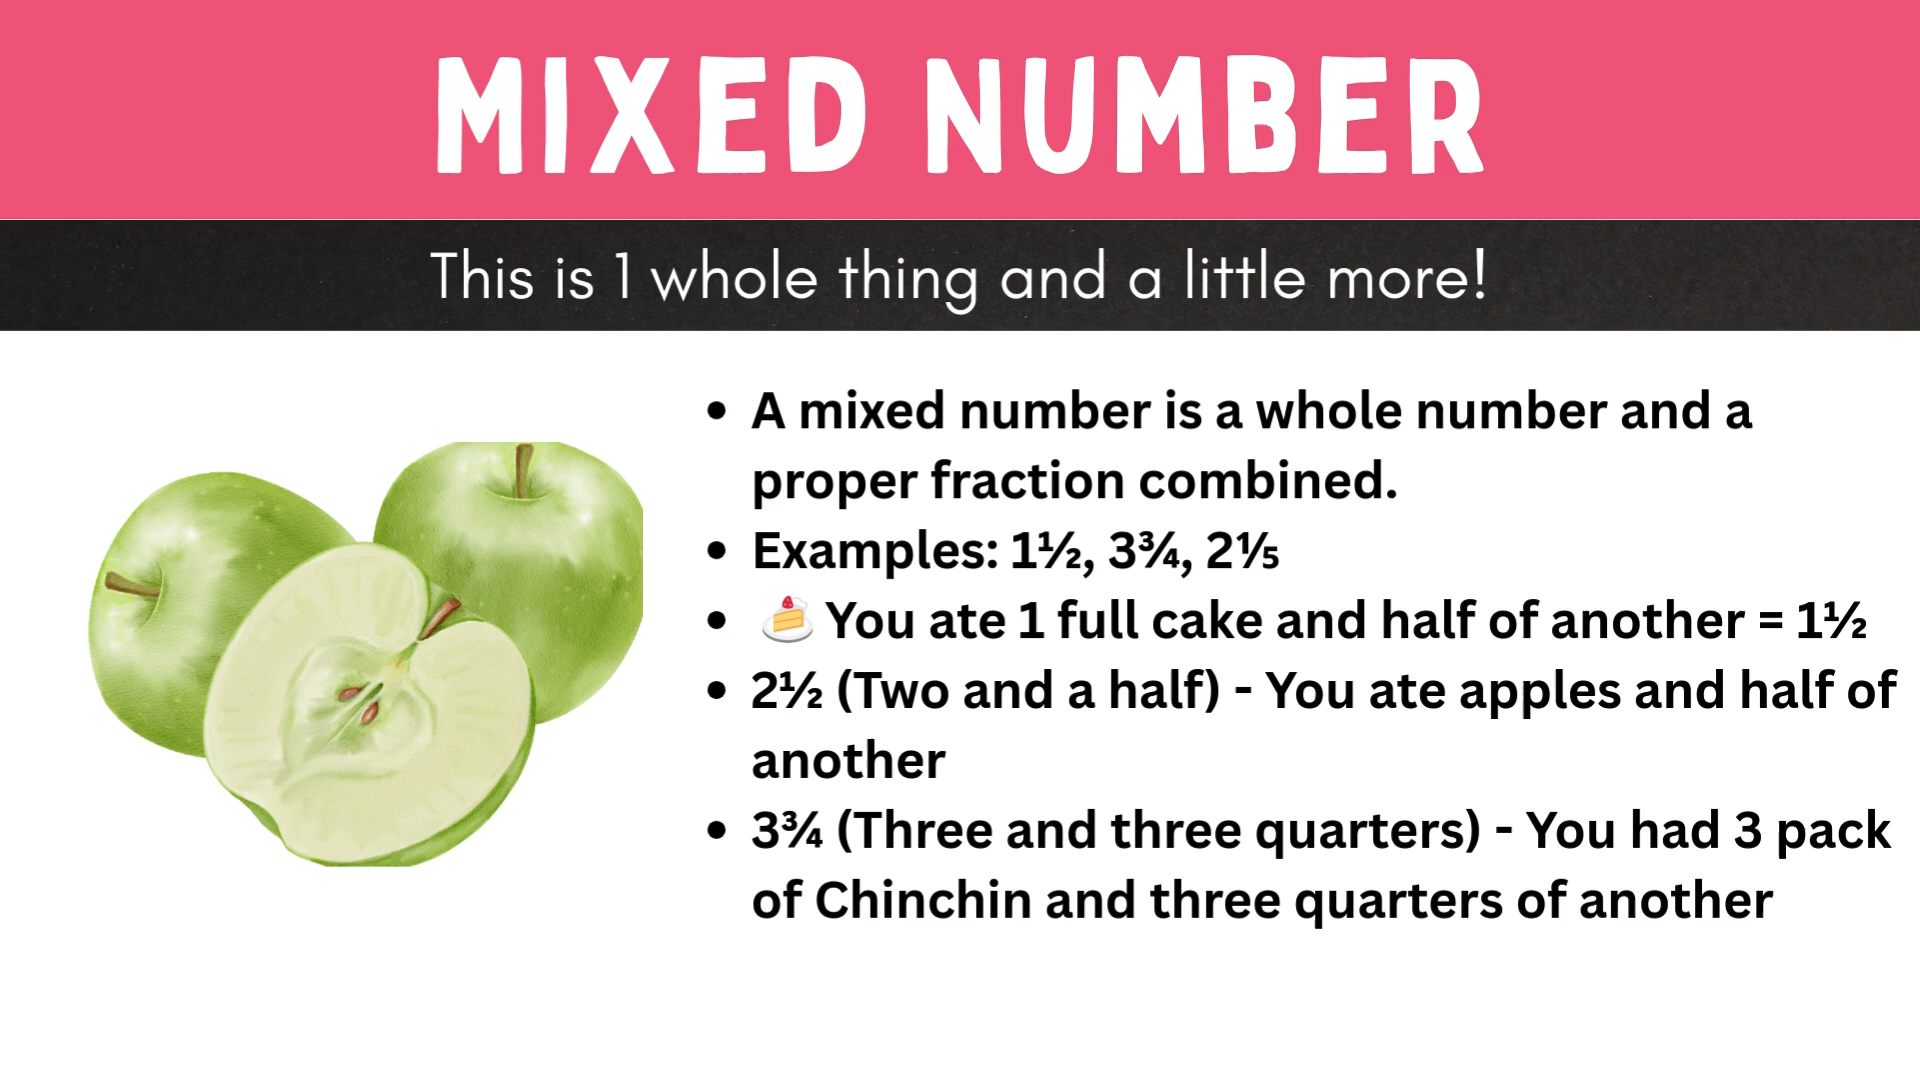 MIXED NUMBER
This is 1 whole thing and a little more!
• A mixed number is a whole number and a
proper fraction combined.
• Examples: 1½, 3¾, 2⅕
• 🍰 You ate 1 full cake and half of another = 1½
• 2½ (Two and a half) - You ate apples and half of
another
• 3¾ (Three and three quarters) - You had 3 pack
of Chinchin and three quarters of another